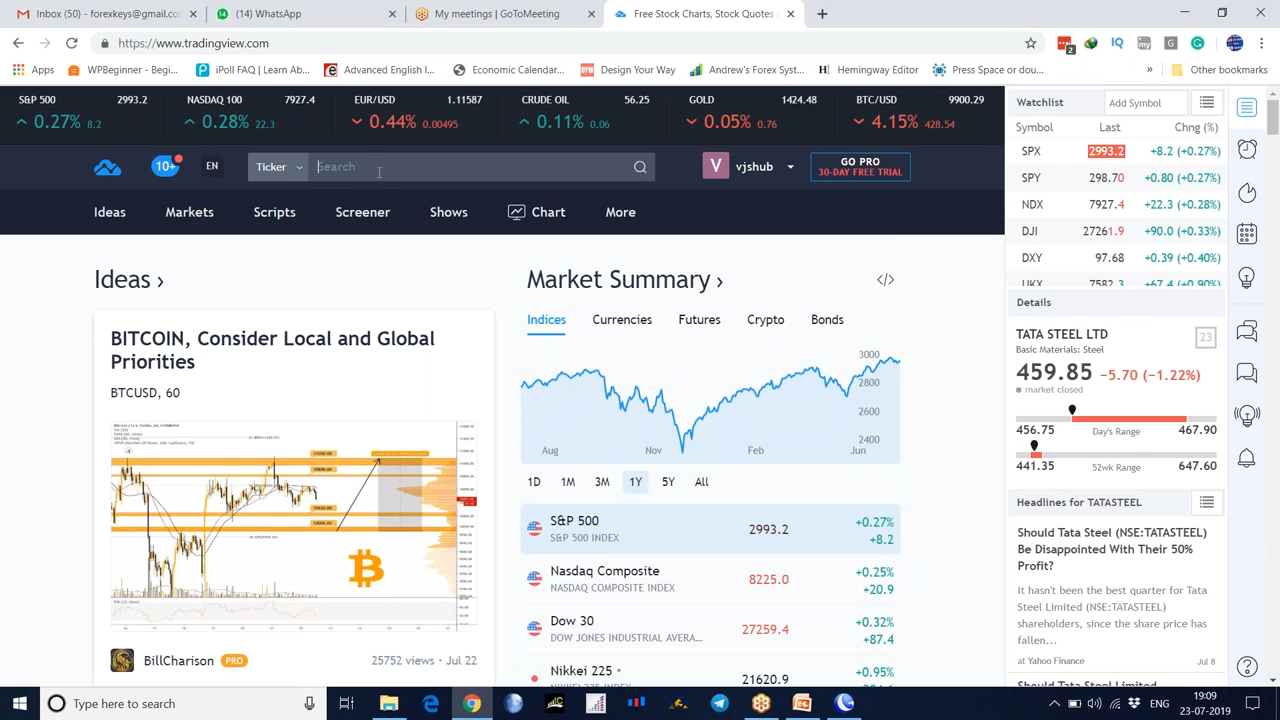 (14) WhatsApp
My meetings | GoToMeeting
Free Stock Charts, Stock Quotes
https://www.tradingview.com
2
Apps
WPBeginner - Begi...
iPoll FAQ | Learn Ab...
Advanced English I...
Economic Calendar...
Design Your Way
Andrew's Forex Syst...
Hemingway Editor
Press Space or dou...
»
Other bookmarks
S&P 500 2993.2
0.27% 8.2
NASDAQ 100 7927.4
0.28% 22.3
EUR/USD 1.11587
0.44% 0.00495
CRUDE OIL 56.25
0.11% 0.06
GOLD 1424.48
0.05% 0.76
BTC/USD 9900.29
4.15% 428.54
10+
EN
Ticker
Search
V
vjshub
GO PRO
30-DAY FREE TRIAL
Ideas
Markets
Scripts
Screener
Shows
Chart
More
Ideas ›
BITCOIN, Consider Local and Global
Priorities
BTCUSD, 60
BillCharison PRO
25752 views • Jul 22
Market Summary ›
</>
Indices
Currencies
Futures
Crypto
Bonds
3000
2800
2600
2400
Aug
Nov
Feb
Jun
1D
1M
3M
1Y
5Y
All
S&P 500 2993.2 +0.27%
S&P 500 INDEX +8.2
Nasdaq Composite 8225.0 +0.25%
NASDAQ COMPOSITE INDEX +20.9
Dow 30 27259.4 +0.32%
DOW JONES INDUSTRIAL AVERA... +87.4
Nikkei 225 21620.9 +0.95%
Watchlist
Add Symbol
Symbol Last Chng (%)
SPX 2993.2 +8.2 (+0.27%)
SPY 298.70 +0.80 (+0.27%)
NDX 7927.4 +22.3 (+0.28%)
DJI 27261.9 +90.0 (+0.33%)
DXY 97.68 +0.39 (+0.40%)
UKX 7582.3 +67.4 (+0.90%)
Details
TATA STEEL LTD
23
Basic Materials: Steel
459.85 −5.70 (−1.22%)
market closed
456.75 Day's Range 467.90
441.35 52wk Range 647.60
Headlines for TATASTEEL
Should Tata Steel (NSE:TATASTEEL)
Be Disappointed With Their 50%
Profit?
It hasn't been the best quarter for Tata
Steel Limited (NSE:TATASTEEL)
shareholders, since the share price has
fallen...
at Yahoo Finance Jul 8
Should Tata Steel Limited
Type here to search
ENG
19:09
23-07-2019